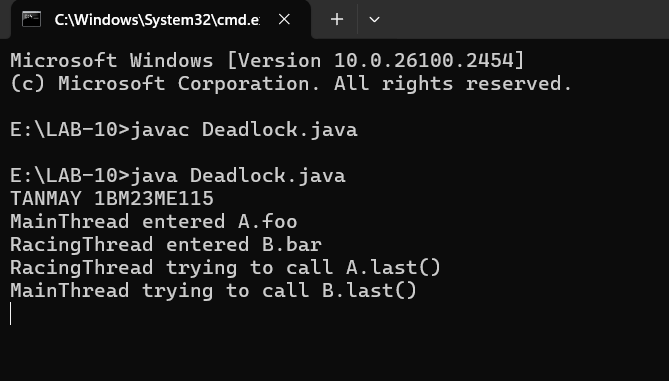 C:\Windows\System32\cmd.e
Microsoft Windows [Version 10.0.26100.2454]
(c) Microsoft Corporation. All rights reserved.
E:\LAB-10>javac Deadlock.java
E:\LAB-10>java Deadlock.java
TANMAY 1BM23ME115
MainThread entered A.foo
RacingThread entered B.bar
RacingThread trying to call A.last()
MainThread trying to call B.last()